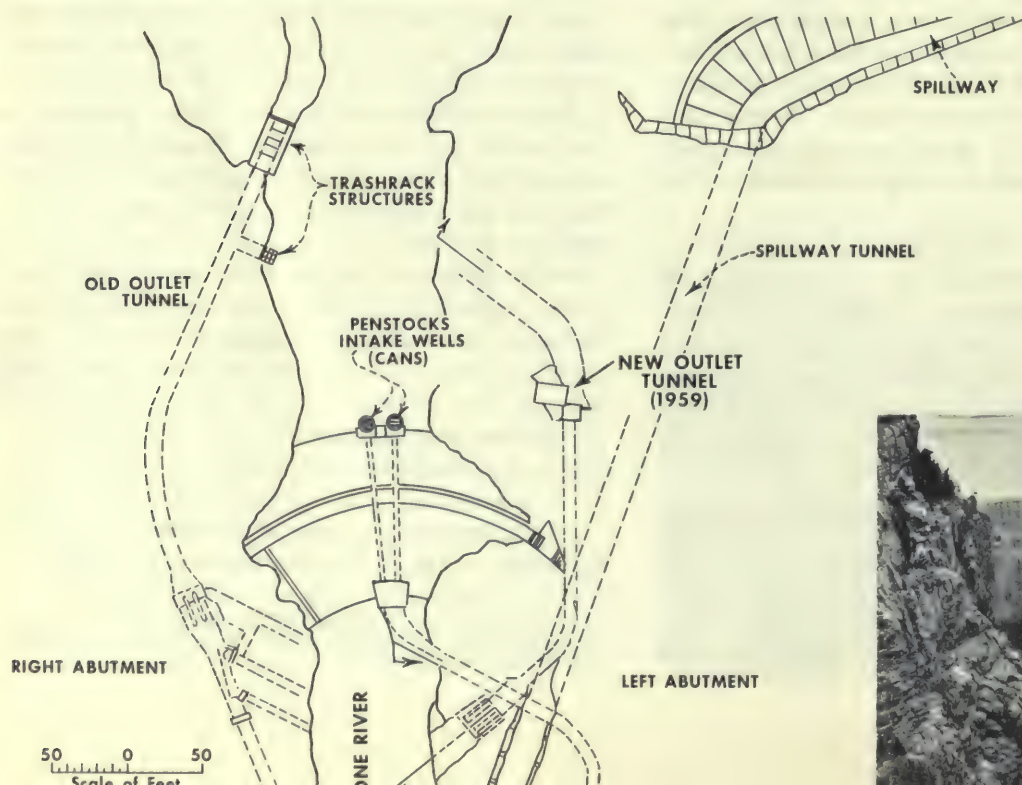 SPILLWAY
TRASHRACK
STRUCTURES
SPILLWAY TUNNEL
OLD OUTLET
TUNNEL
PENSTOCKS
INTAKE WELLS
(CANS)
NEW OUTLET
TUNNEL
(1959)
RIGHT ABUTMENT
LEFT ABUTMENT
ONE RIVER
50 0 50
Scale of Feet